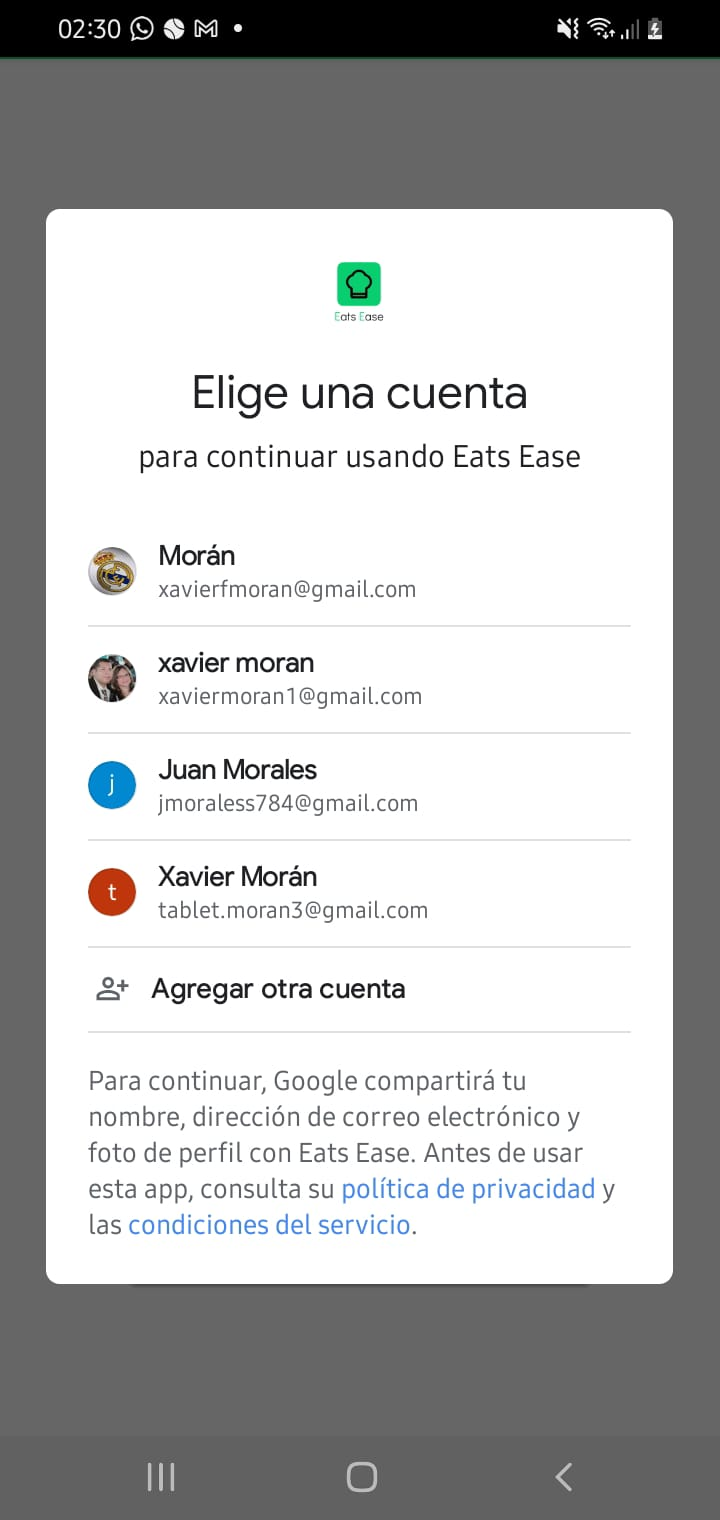 02:30
Eats Ease
Elige una cuenta
para continuar usando Eats Ease
Morán
xavierfmoran@gmail.com
xavier moran
xaviermoran1@gmail.com
j
Juan Morales
jmoraless784@gmail.com
t
Xavier Morán
tablet.moran3@gmail.com
Agregar otra cuenta
Para continuar, Google compartirá tu
nombre, dirección de correo electrónico y
foto de perfil con Eats Ease. Antes de usar
esta app, consulta su política de privacidad y
las condiciones del servicio.